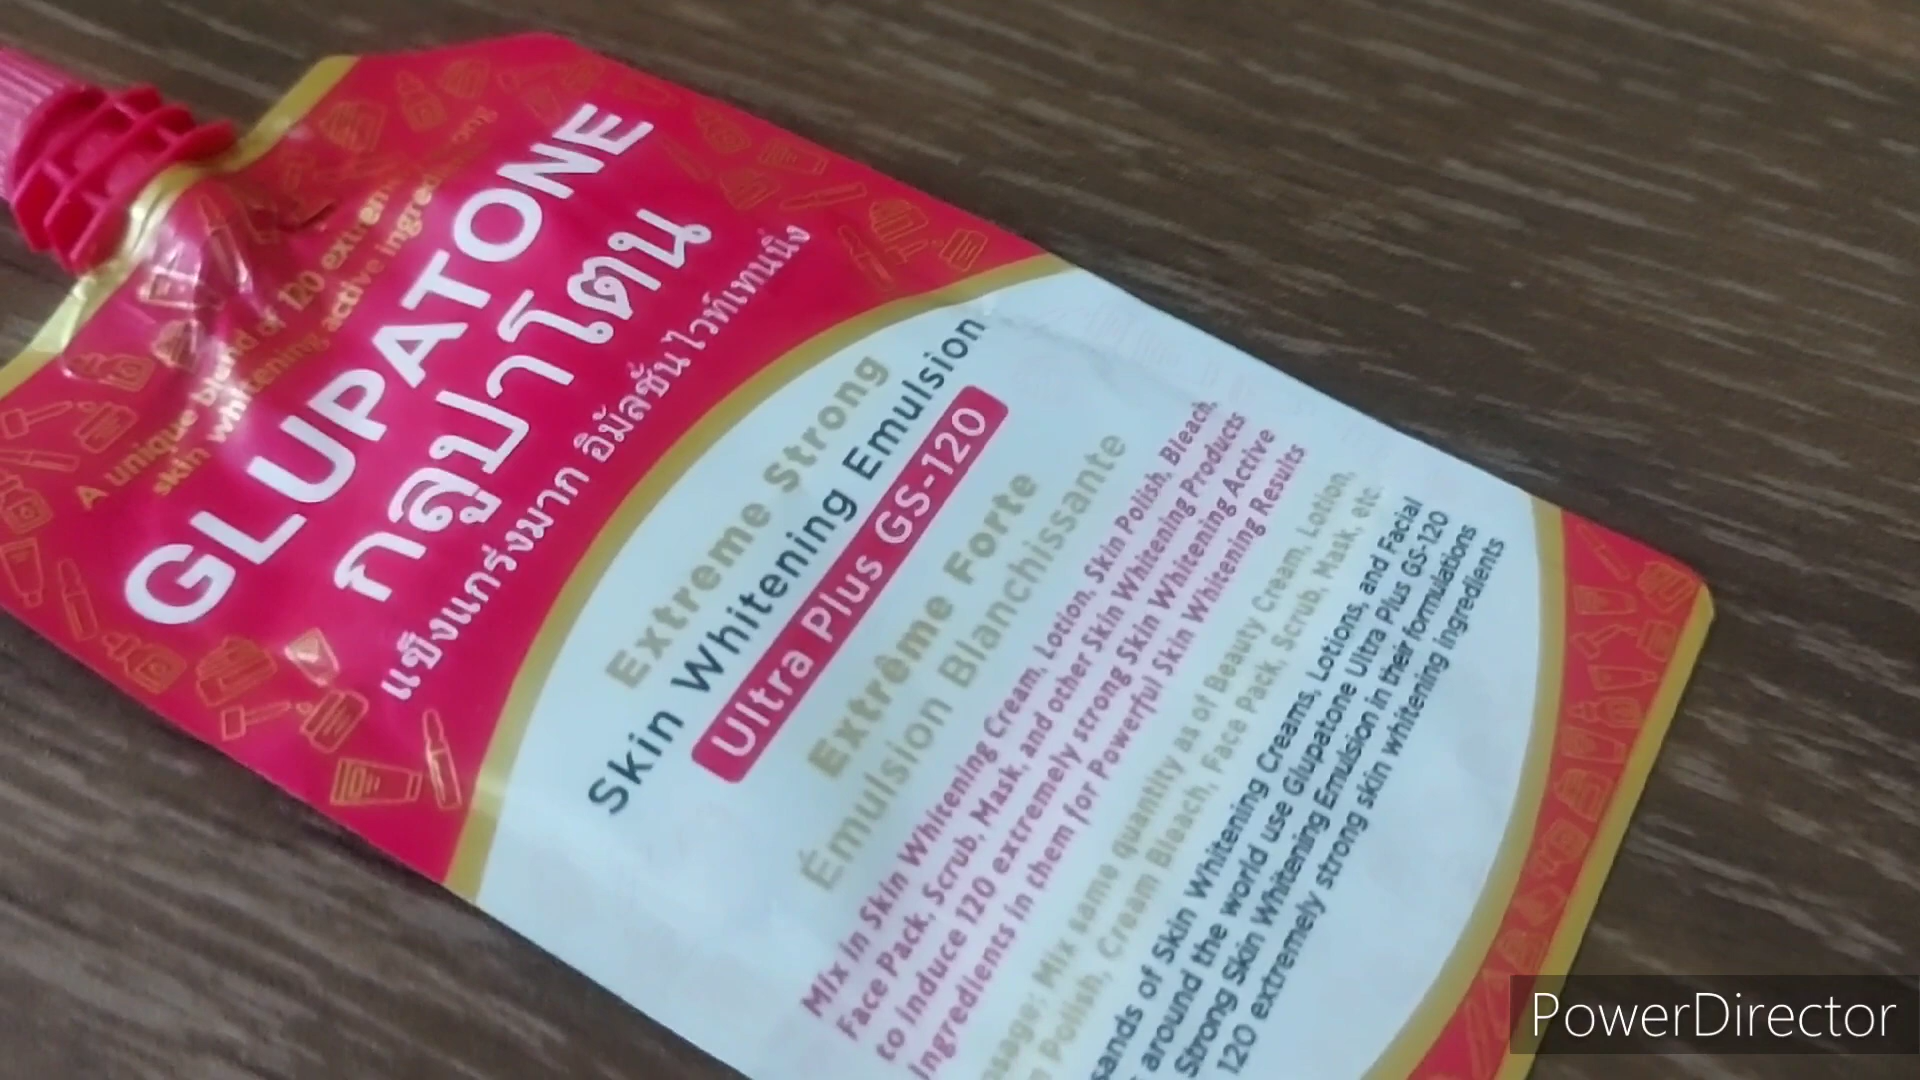 A unique blend of 120
skin whitening active
GLUPATONE
กลูปาโตน
แข็งแกร่งมาก อิมัลชั่นไวท์เทนนิ่ง
Extreme Strong
Skin Whitening Emulsion
Ultra Plus GS-120
Extrême Forte
Émulsion Blanchissante
Mix in Skin Whitening Cream, Lotion, Skin Polish, Bleach,
Face Pack, Scrub, Mask, and other Skin Whitening Products
to Induce 120 extremely strong Skin Whitening Active
Ingredients in them for Powerful Skin Whitening Results
Mix same quantity as of Beauty Cream, Lotion,
Polish, Cream Bleach, Face Pack, Scrub, Mask, etc.
of Skin Whitening Creams, Lotions, and Facial
around the world use Glupatone Ultra Plus GS-120
Strong Skin Whitening Emulsion in their formulations
120 extremely strong skin whitening ingredients
PowerDirector